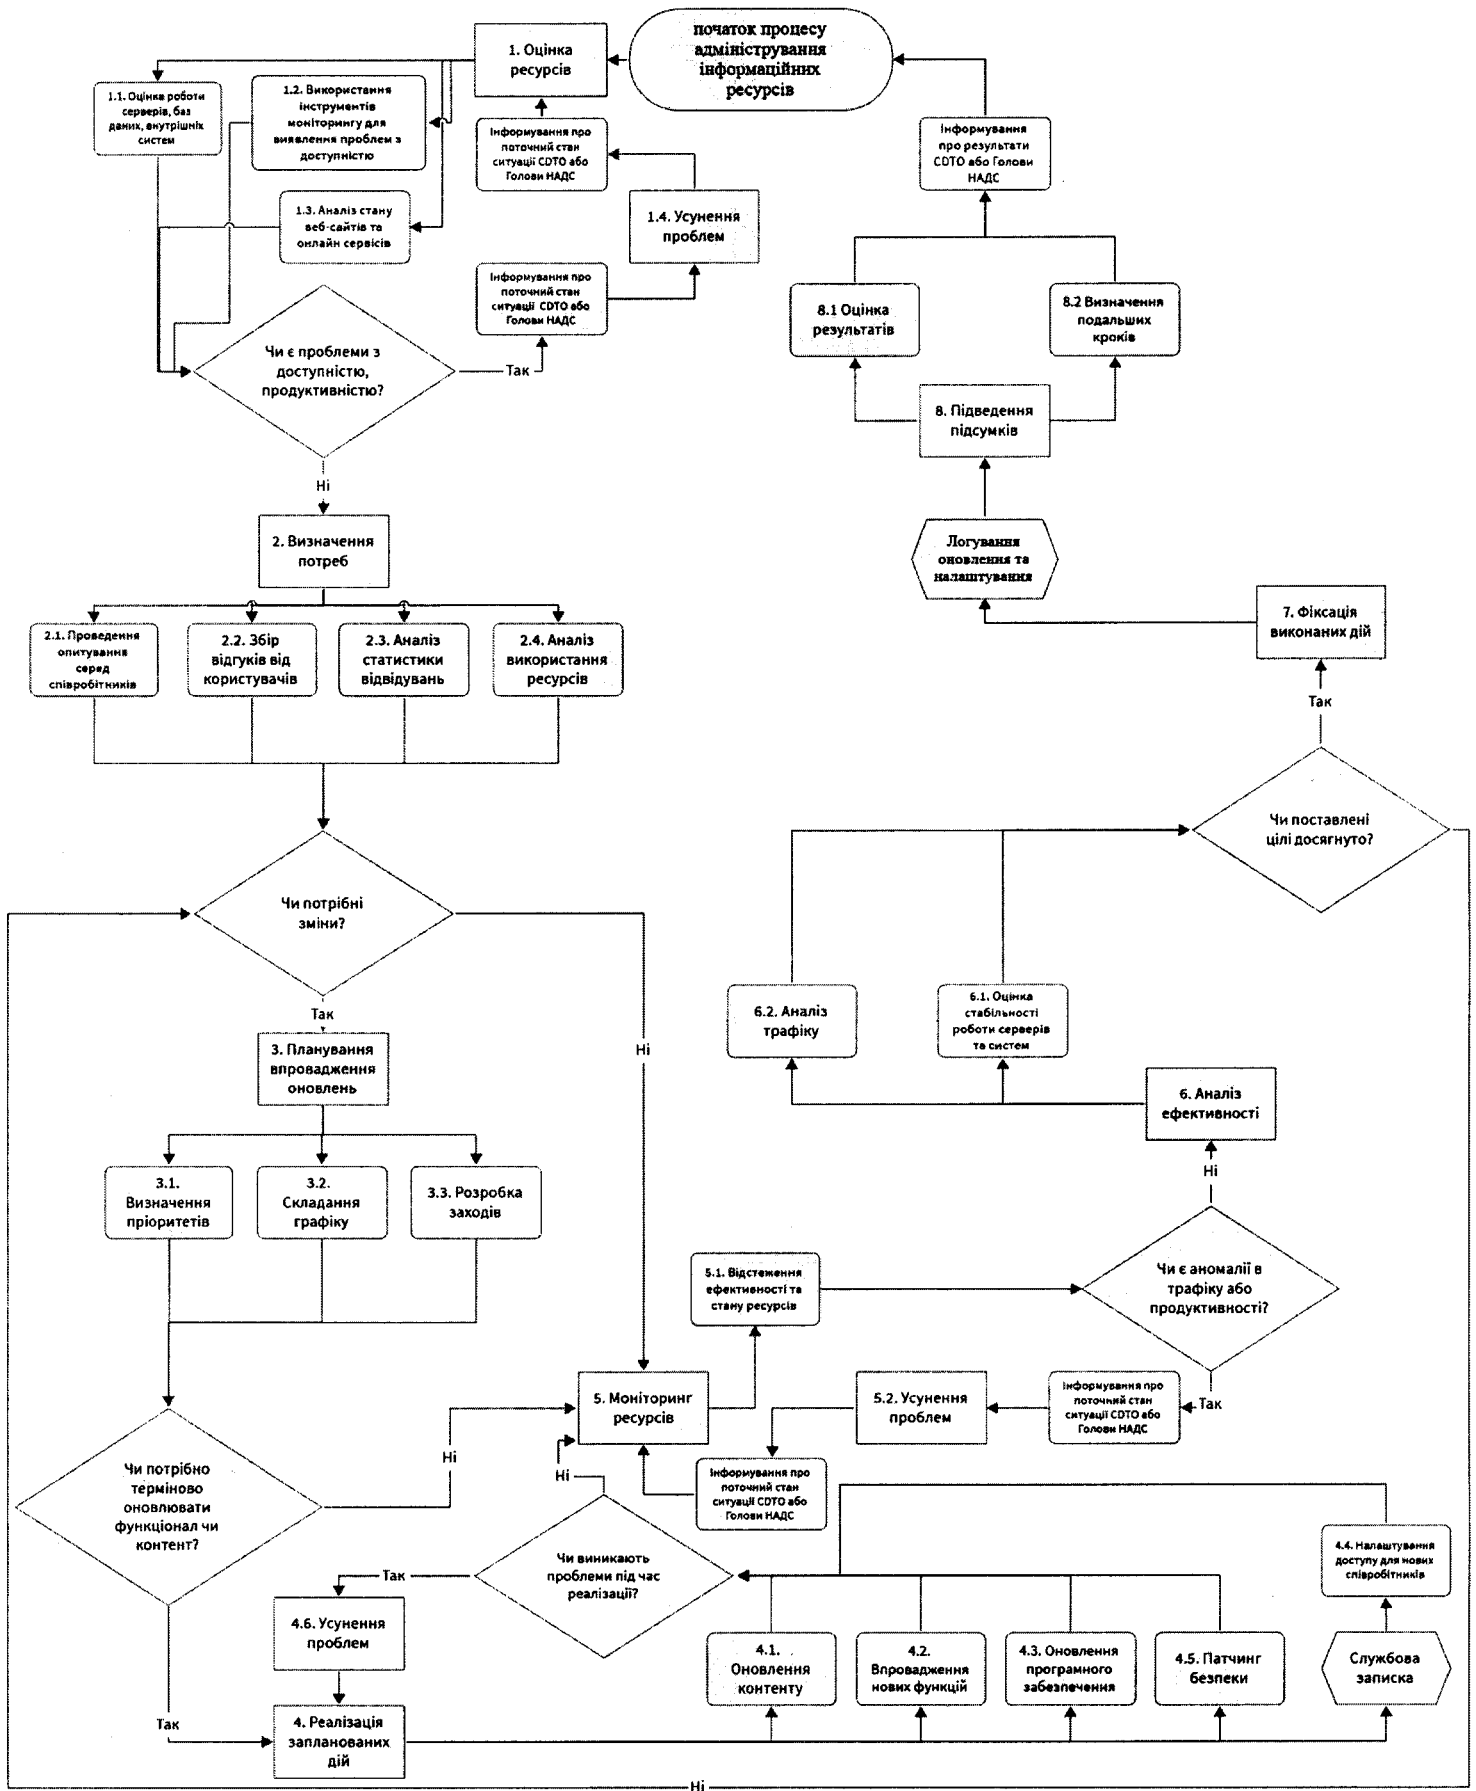 початок процесу
адміністрування
інформаційних
ресурсів
1. Оцінка
ресурсів
1.1. Оцінка роботи
серверів, баз
даних, внутрішніх
систем
1.2. Використання
інструментів
моніторингу для
виявлення проблем з
доступністю
Інформування про
поточний стан
ситуації CDTO або
Голови НАДС
Інформування
про результати
CDTO або Голови
НАДС
1.3. Аналіз стану
веб-сайтів та
онлайн сервісів
1.4. Усунення
проблем
Інформування про
поточний стан
ситуації CDTO або
Голови НАДС
8.1 Оцінка
результатів
8.2 Визначення
подальших
кроків
Чи є проблеми з
доступністю,
продуктивністю?
Так
8. Підведення
підсумків
Ні
2. Визначення
потреб
Логування
оновлення та
налаштування
7. Фіксація
виконаних дій
2.1. Проведення
опитування
серед
співробітників
2.2. Збір
відгуків від
користувачів
2.3. Аналіз
статистики
відвідувань
2.4. Аналіз
використання
ресурсів
Так
Чи поставлені
цілі досягнуто?
Чи потрібні
зміни?
Так
6.2. Аналіз
трафіку
6.1. Оцінка
стабільності
роботи серверів
та систем
3. Планування
впровадження
оновлень
Ні
6. Аналіз
ефективності
Ні
3.1.
Визначення
пріоритетів
3.2.
Складання
графіку
3.3. Розробка
заходів
5.1. Відстеження
ефективності та
стану ресурсів
Чи є аномалії в
трафіку або
продуктивності?
5. Моніторинг
ресурсів
5.2. Усунення
проблем
Інформування про
поточний стан
ситуації CDTO або
Голови НАДС
Так
Ні
Ні
Інформування про
поточний стан
ситуації CDTO або
Голови НАДС
Чи потрібно
терміново
оновлювати
функціонал чи
контент?
Чи виникають
проблеми під час
реалізації?
Так
4.4. Налаштування
доступу для нових
співробітників
4.6. Усунення
проблем
4.1.
Оновлення
контенту
4.2.
Впровадження
нових функцій
4.3. Оновлення
програмного
забезпечення
4.5. Патчинг
безпеки
Службова
записка
Так
4. Реалізація
запланованих
дій
Ні